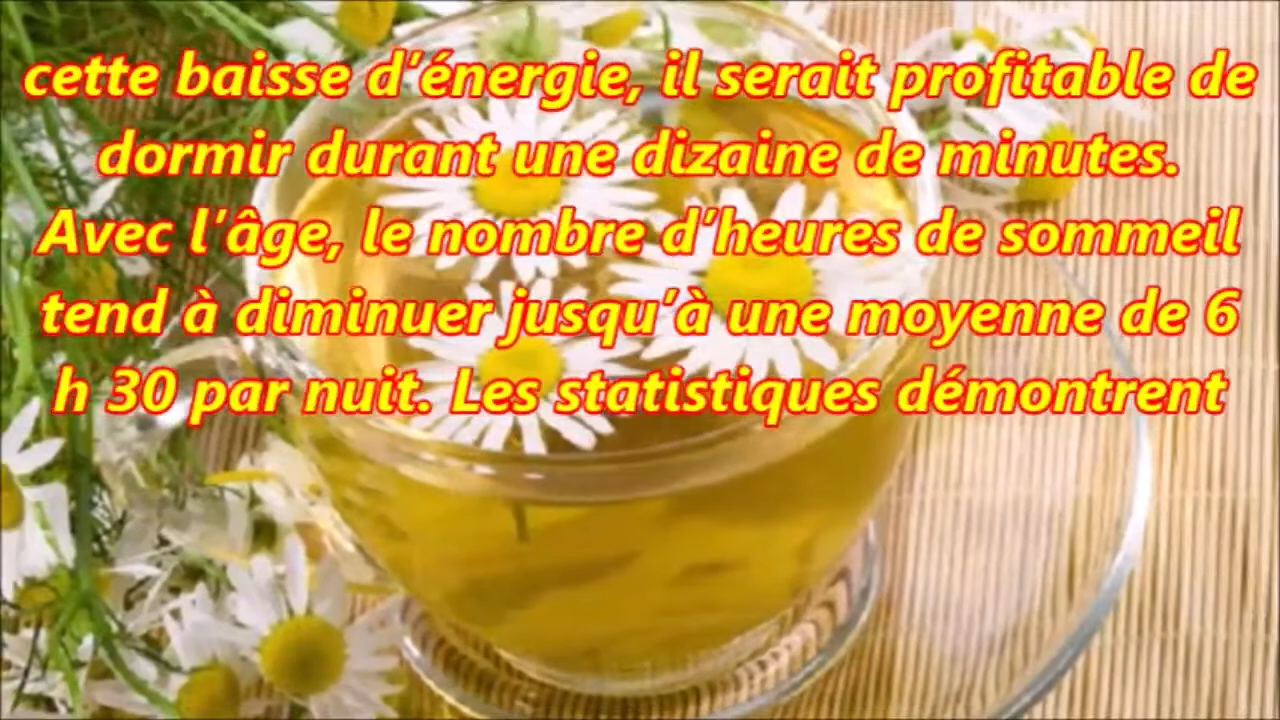 cette baisse d’énergie, il serait profitable de
dormir durant une dizaine de minutes.
Avec l’âge, le nombre d’heures de sommeil
tend à diminuer jusqu’à une moyenne de 6
h 30 par nuit. Les statistiques démontrent